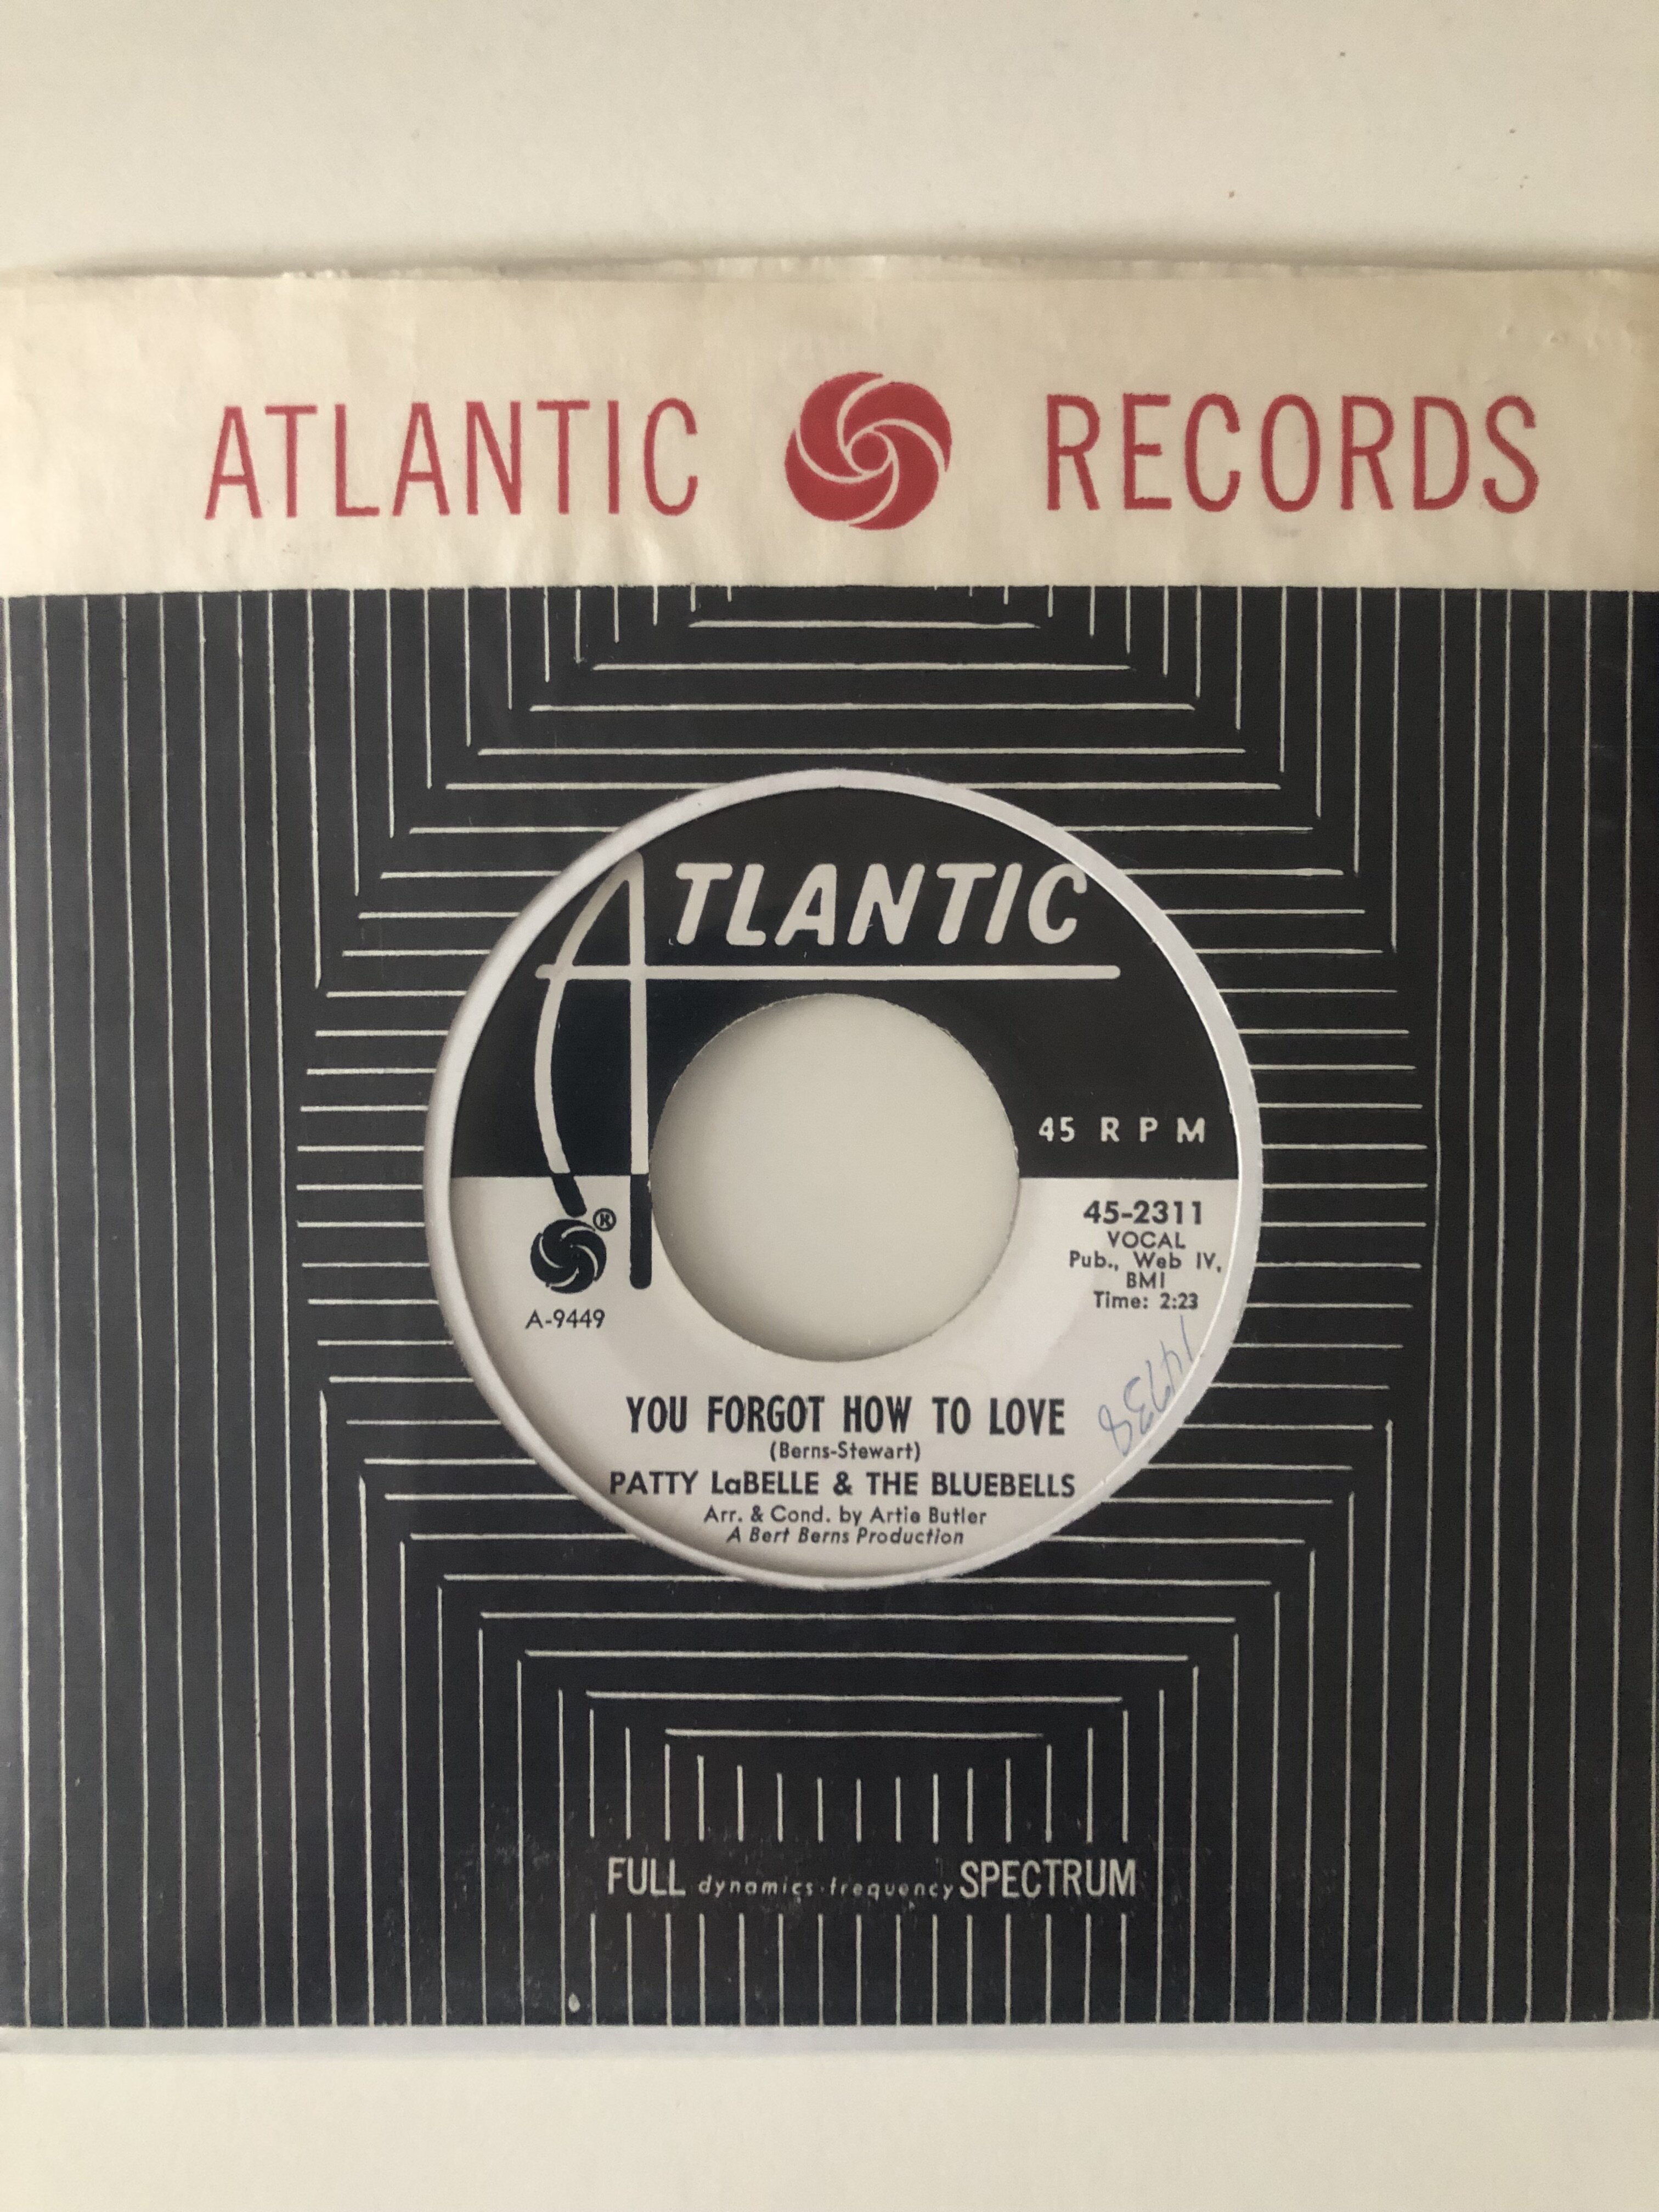 ATLANTIC RECORDS
ATLANTIC
45 RPM
45-2311
VOCAL
Pub., Web IV,
BMI
Time: 2:23
®
A-9449
14738
YOU FORGOT HOW TO LOVE
(Berns-Stewart)
PATTY LaBELLE & THE BLUEBELLS
Arr. & Cond. by Artie Butler
A Bert Berns Production
FULL dynamics-frequency SPECTRUM